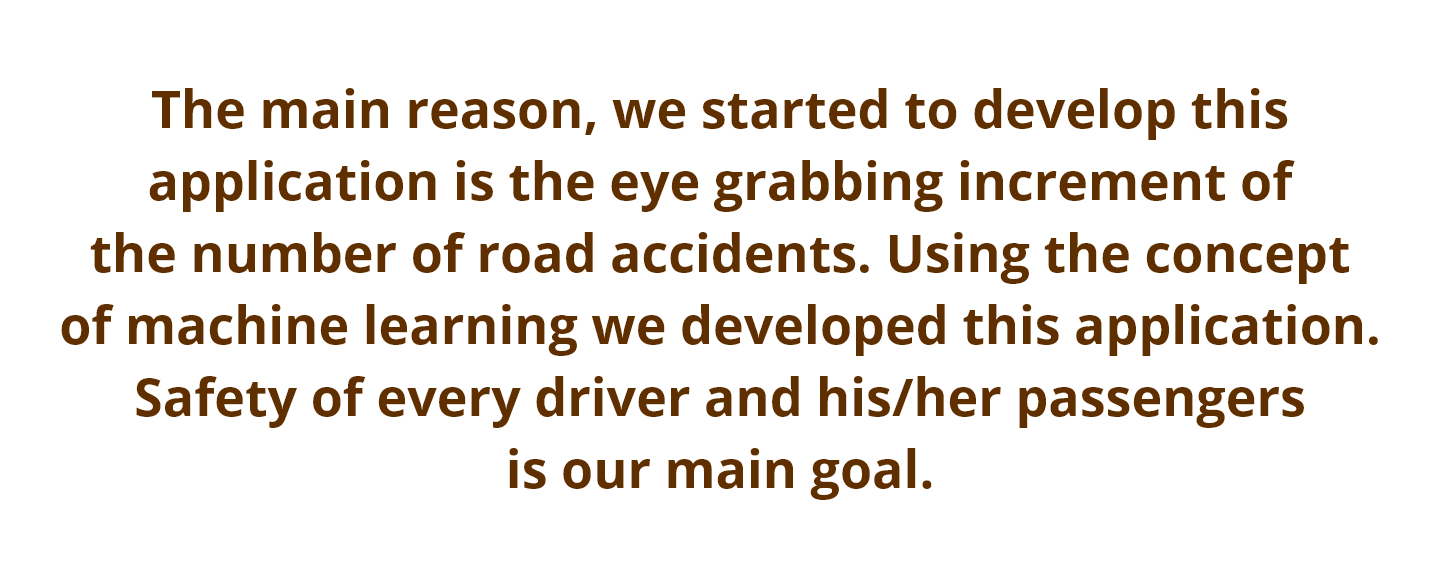 The main reason, we started to develop this
application is the eye grabbing increment of
the number of road accidents. Using the concept
of machine learning we developed this application.
Safety of every driver and his/her passengers
is our main goal.